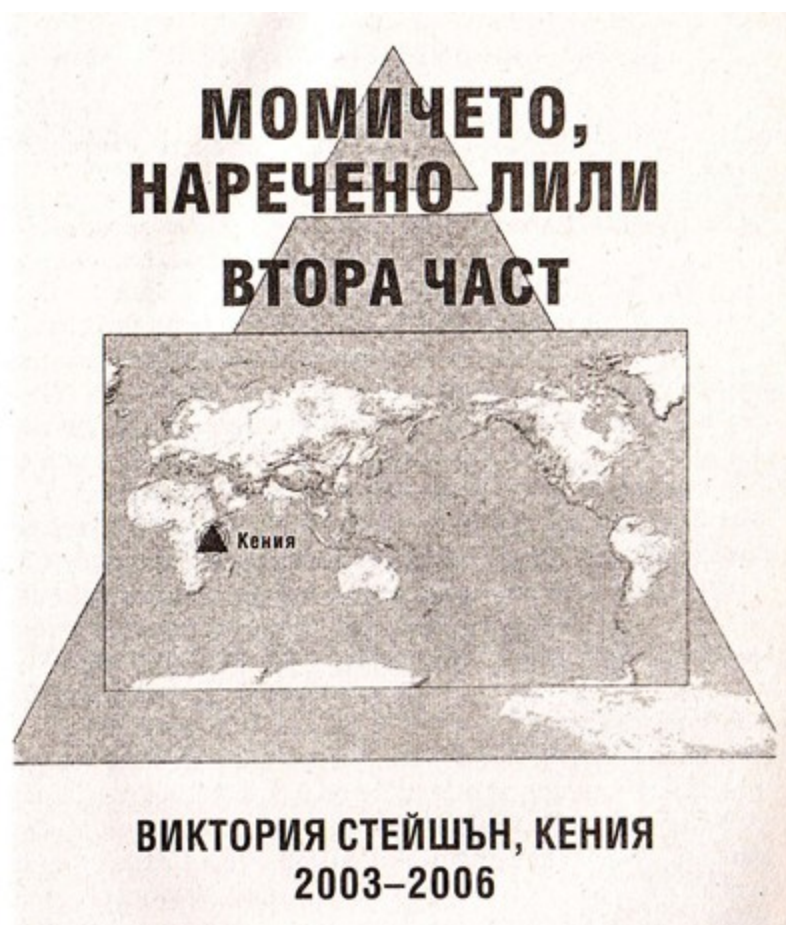 МОМИЧЕТО,
НАРЕЧЕНО ЛИЛИ
ВТОРА ЧАСТ
Кения
ВИКТОРИЯ СТЕЙШЪН, КЕНИЯ
2003–2006